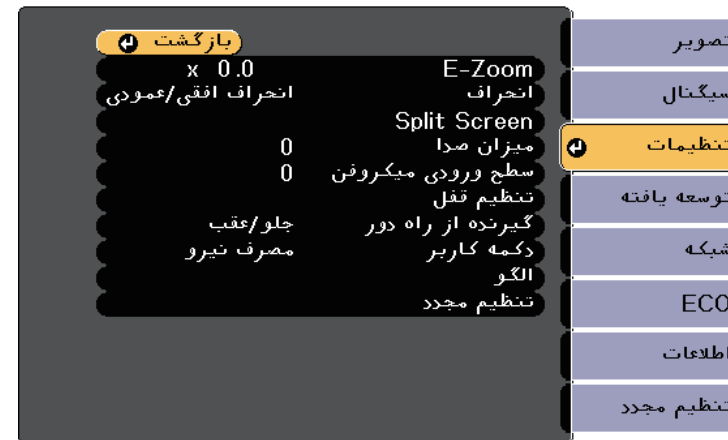 بازگشت
E-Zoom x 0.0
انحراف انحراف افقی/عمودی
Split Screen
میزان صدا 0
سطح ورودی میکروفن 0
تنظیم قفل
گیرنده از راه دور جلو/عقب
دکمه کاربر مصرف نیرو
الگو
تنظیم مجدد
تصویر
سیگنال
تنظیمات
توسعه یافته
شبکه
ECO
اطلاعات
تنظیم مجدد